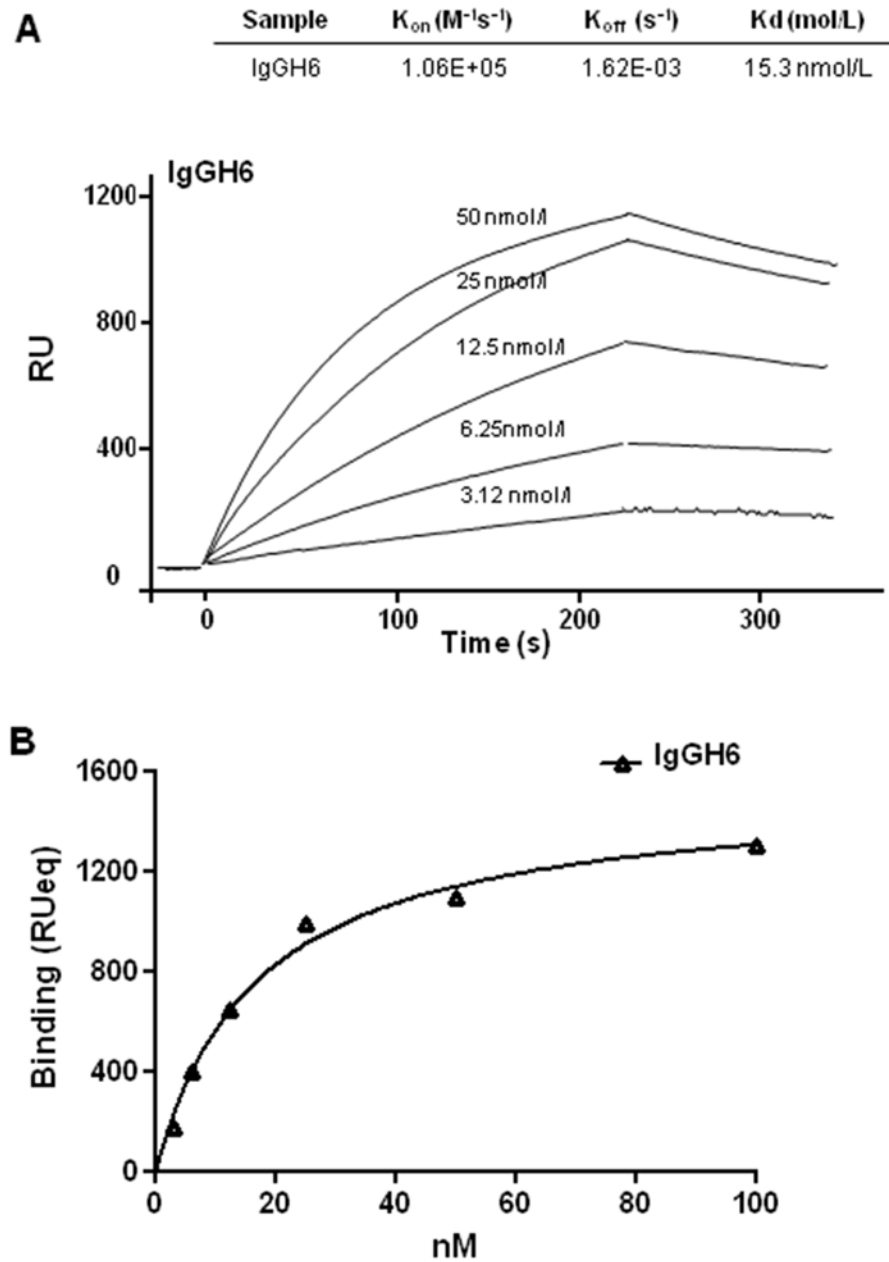 A
Sample Kon (M⁻¹s⁻¹) Koff (s⁻¹) Kd (mol/L)
IgGH6 1.06E+05 1.62E-03 15.3 nmol/L
IgGH6
1200
800
400
0
RU
50 nmol/l
25 nmol/l
12.5 nmol/l
6.25nmol/l
3.12 nmol/l
0 100 200 300
Time (s)
B
IgGH6
1600
1200
800
400
0
Binding (RUeq)
0 20 40 60 80 100
nM